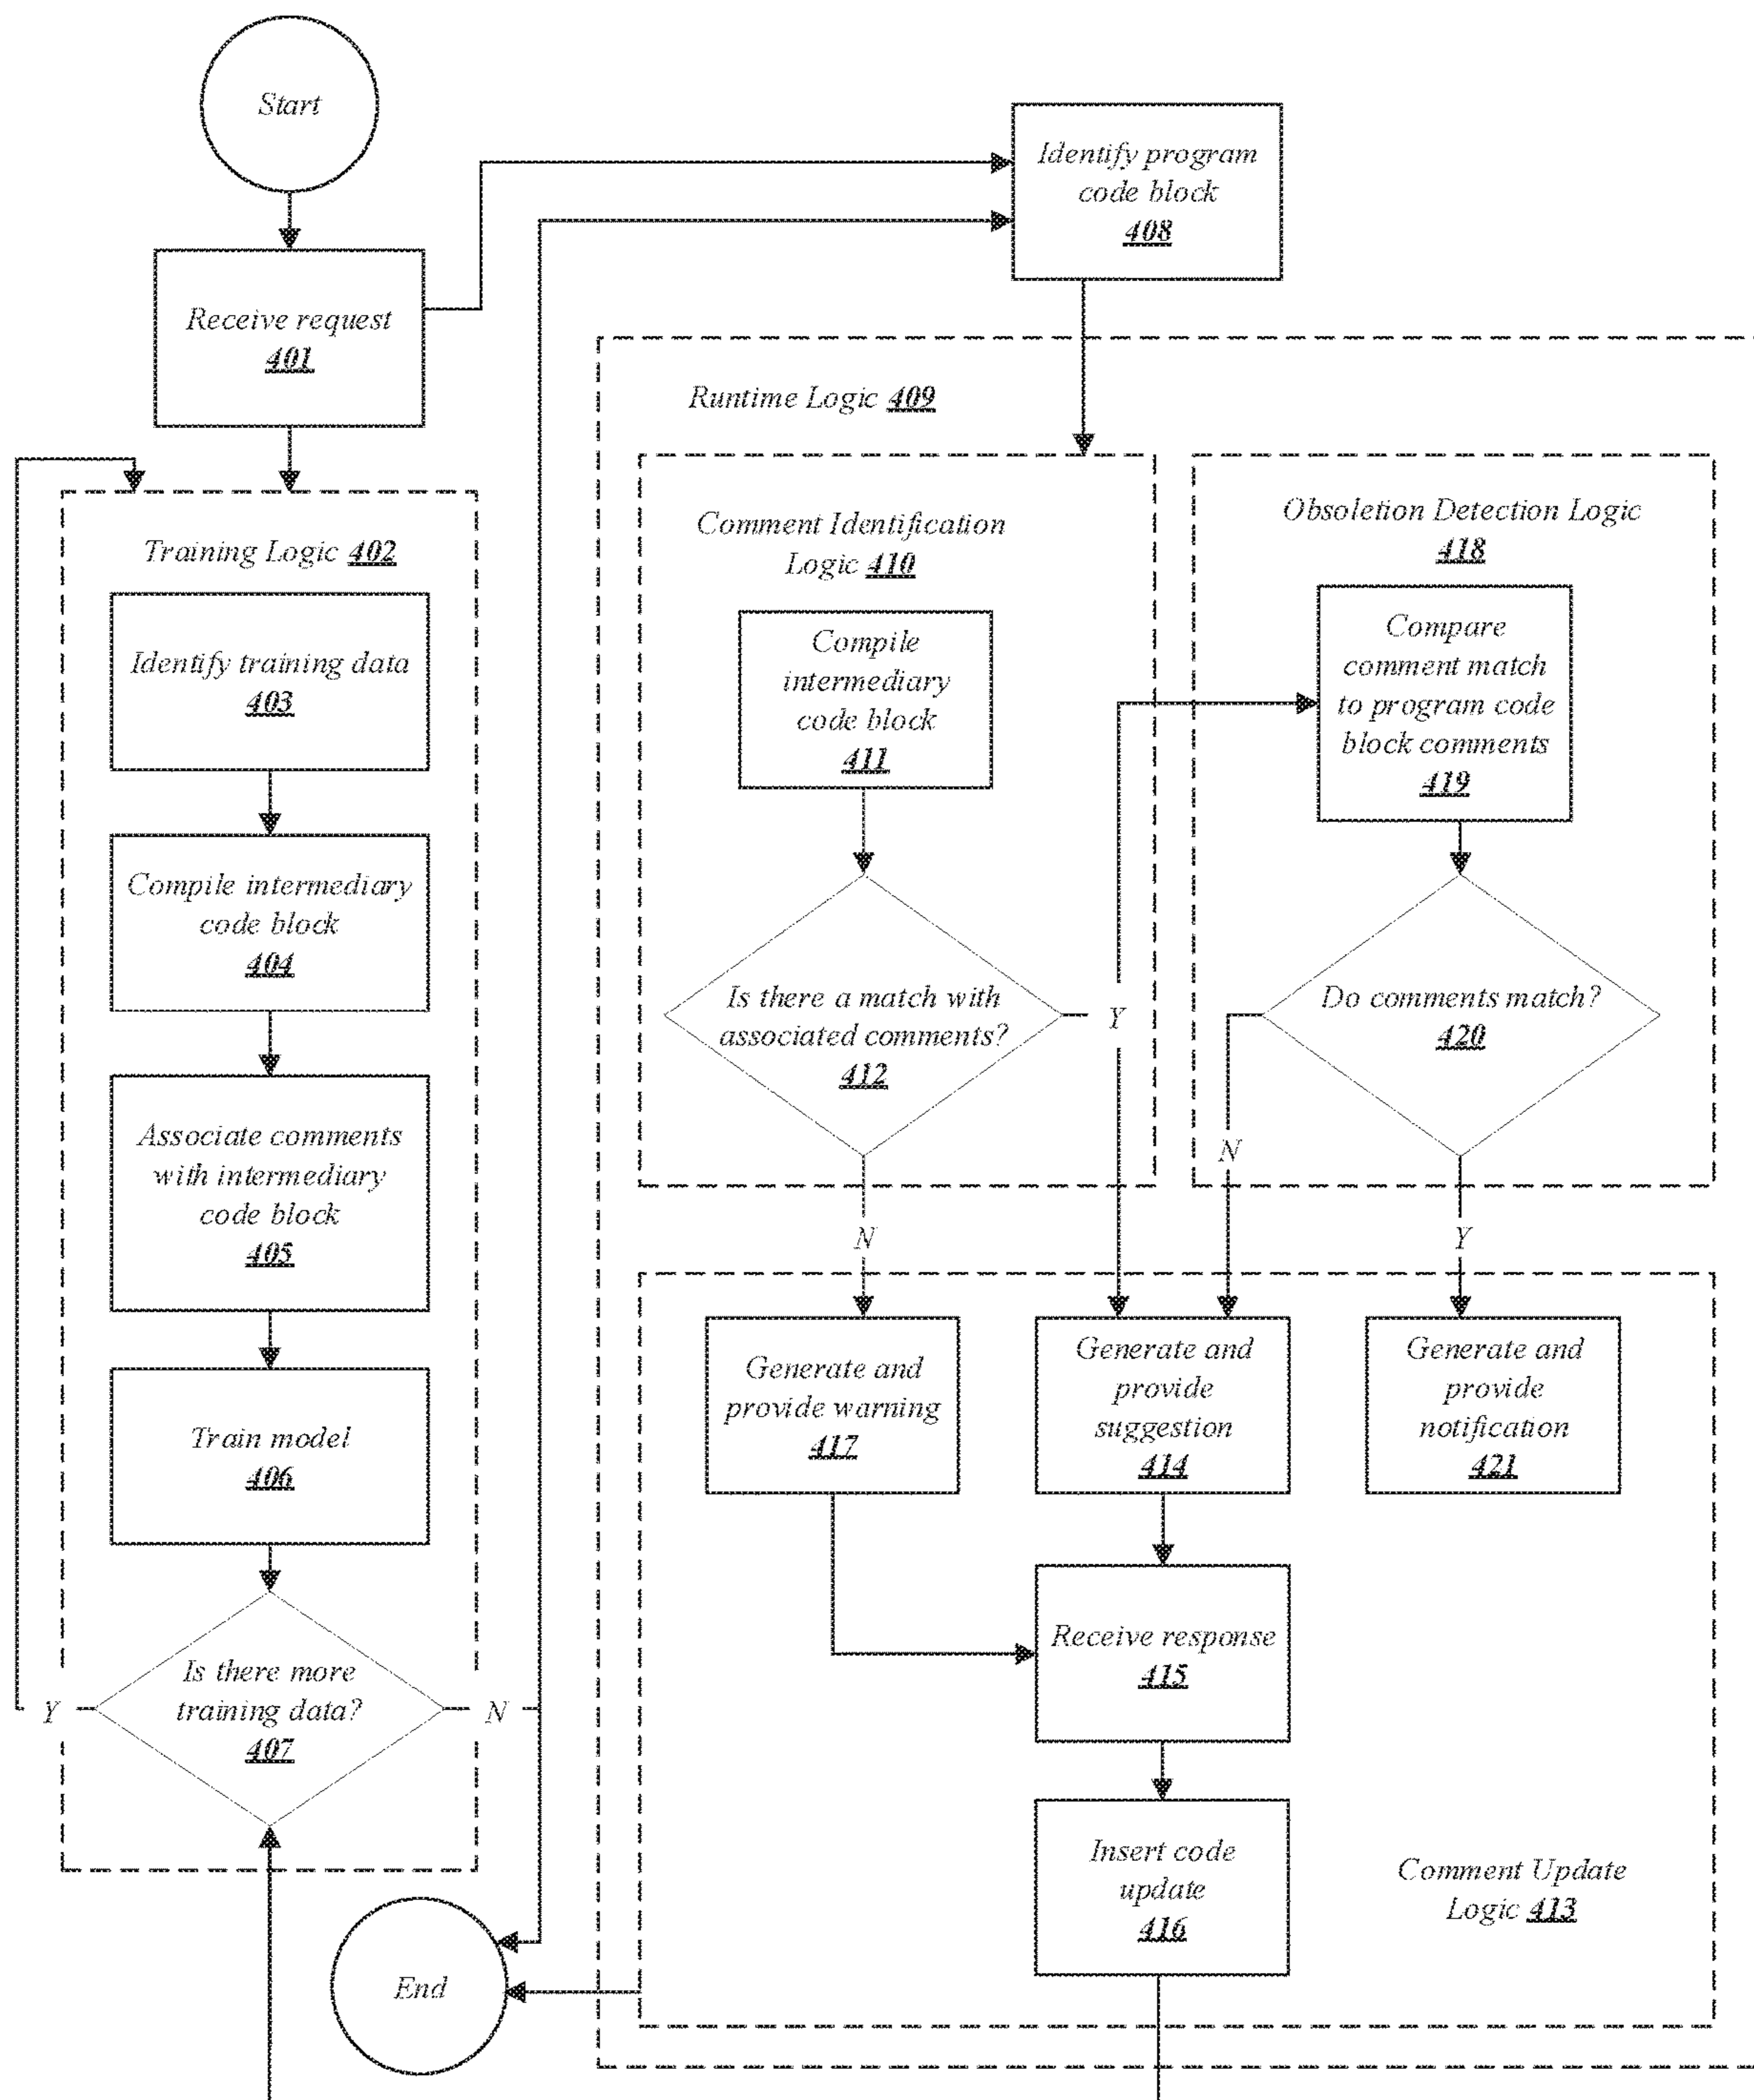 Start
Receive request
401
Training Logic 402
Identify training data
403
Compile intermediary
code block
404
Associate comments
with intermediary
code block
405
Train model
406
Is there more
training data?
407
Y
N
End
Identify program
code block
408
Runtime Logic 409
Comment Identification
Logic 410
Compile
intermediary
code block
411
Is there a match with
associated comments?
412
Y
N
Obsoletion Detection Logic
418
Compare
comment match
to program code
block comments
419
Do comments match?
420
N
Y
Generate and
provide warning
417
Generate and
provide
suggestion
414
Generate and
provide
notification
421
Receive response
415
Insert code
update
416
Comment Update
Logic 413